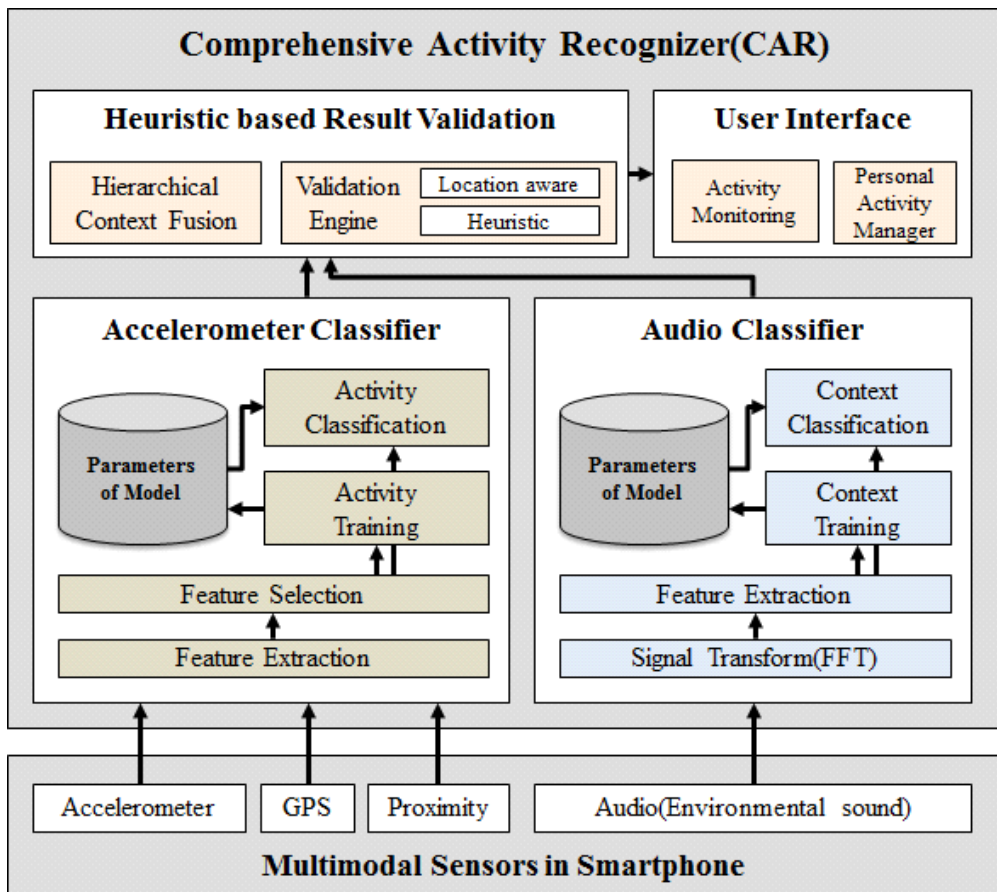 Comprehensive Activity Recognizer(CAR)
Heuristic based Result Validation
Hierarchical
Context Fusion
Validation
Engine
Location aware
Heuristic
User Interface
Activity
Monitoring
Personal
Activity
Manager
Accelerometer Classifier
Parameters
of Model
Activity
Classification
Activity
Training
Feature Selection
Feature Extraction
Audio Classifier
Parameters
of Model
Context
Classification
Context
Training
Feature Extraction
Signal Transform(FFT)
Accelerometer
GPS
Proximity
Audio(Environmental sound)
Multimodal Sensors in Smartphone